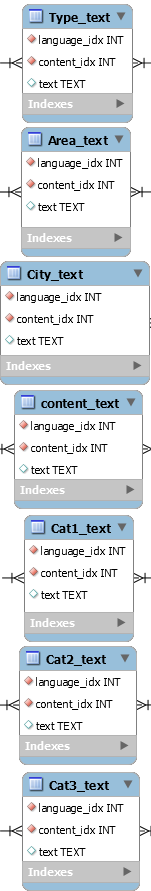 Type_text
language_idx INT
content_idx INT
text TEXT
Indexes
Area_text
language_idx INT
content_idx INT
text TEXT
Indexes
City_text
language_idx INT
content_idx INT
text TEXT
Indexes
content_text
language_idx INT
content_idx INT
text TEXT
Indexes
Cat1_text
language_idx INT
content_idx INT
text TEXT
Indexes
Cat2_text
language_idx INT
content_idx INT
text TEXT
Indexes
Cat3_text
language_idx INT
content_idx INT
text TEXT
Indexes